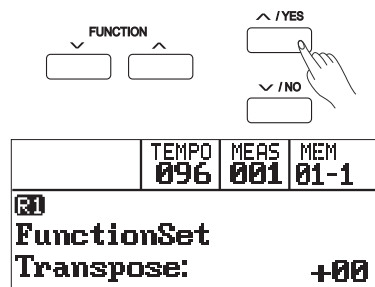 FUNCTION
∧ / YES
∨ / NO
TEMPO MEAS MEM
096 001 01-1
R1
FunctionSet
Transpose: +00